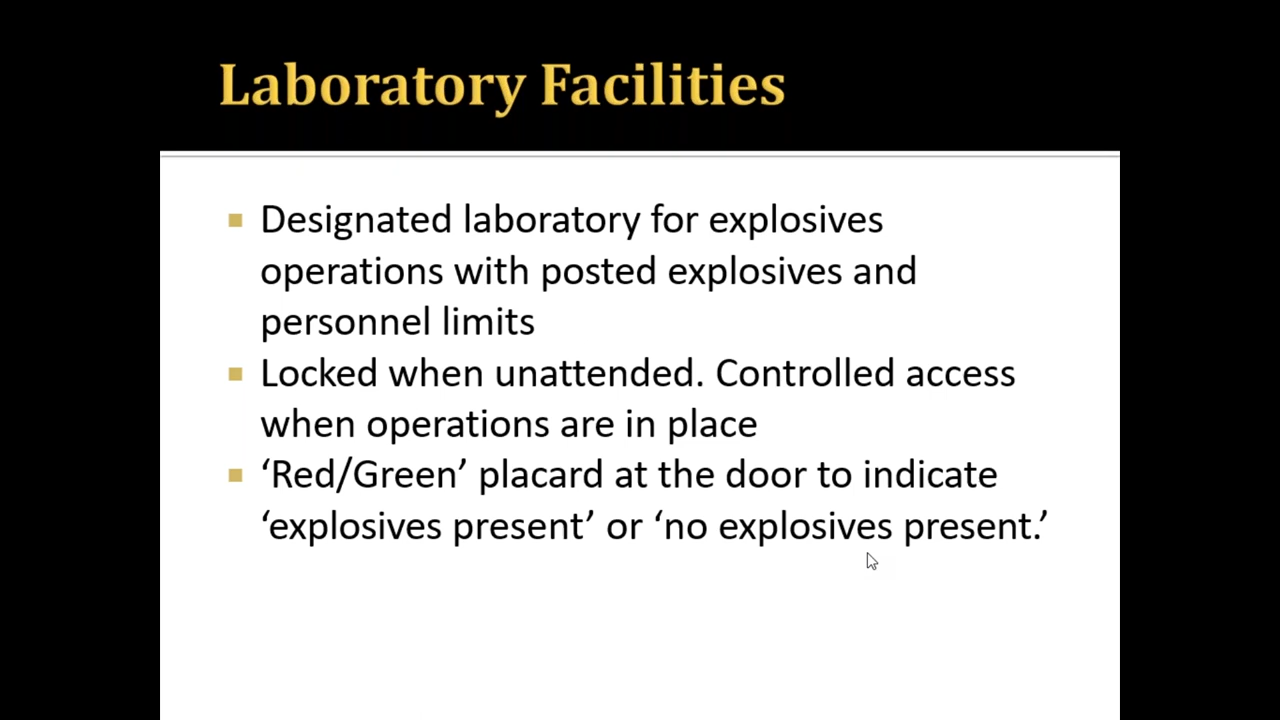 Laboratory Facilities
Designated laboratory for explosives
operations with posted explosives and
personnel limits
Locked when unattended. Controlled access
when operations are in place
‘Red/Green’ placard at the door to indicate
‘explosives present’ or ‘no explosives present.’